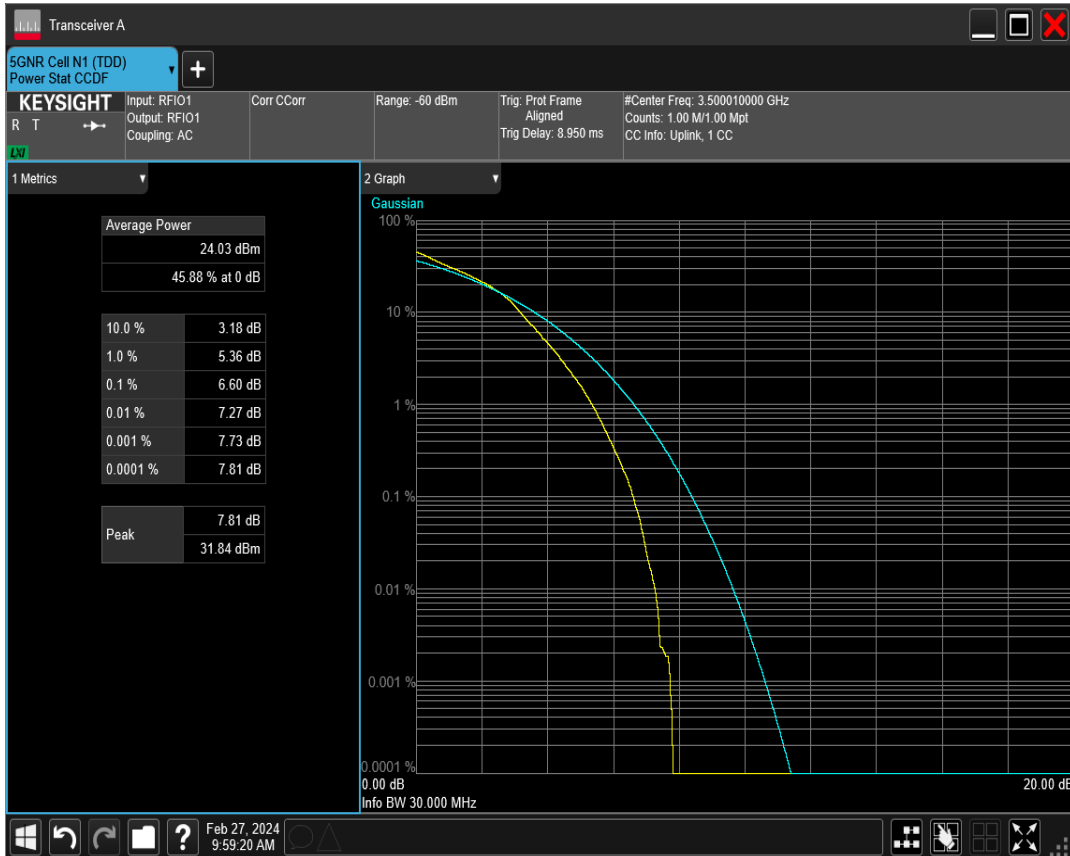 Transceiver A
5GNR Cell N1 (TDD)
Power Stat CCDF
KEYSIGHT
R T
LXI
Input: RFIO1
Output: RFIO1
Coupling: AC
Corr CCorr
Range: -60 dBm
Trig: Prot Frame
Aligned
Trig Delay: 8.950 ms
#Center Freq: 3.500010000 GHz
Counts: 1.00 M/1.00 Mpt
CC Info: Uplink, 1 CC
1 Metrics
Average Power
24.03 dBm
45.88 % at 0 dB
10.0 % 3.18 dB
1.0 % 5.36 dB
0.1 % 6.60 dB
0.01 % 7.27 dB
0.001 % 7.73 dB
0.0001 % 7.81 dB
Peak
7.81 dB
31.84 dBm
2 Graph
Gaussian
100 %
10 %
1 %
0.1 %
0.01 %
0.001 %
0.0001 %
0.00 dB
20.00 dB
Info BW 30.000 MHz
?
Feb 27, 2024
9:59:20 AM